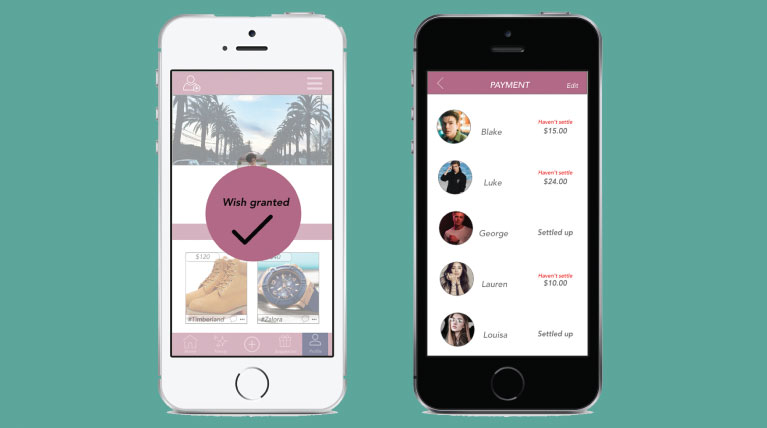 Wish granted
$120
#Timberland
#Zalora
Profile
PAYMENT
Edit
Blake
Haven't settle
$15.00
Luke
Haven't settle
$24.00
George
Settled up
Lauren
Haven't settle
$10.00
Louisa
Settled up